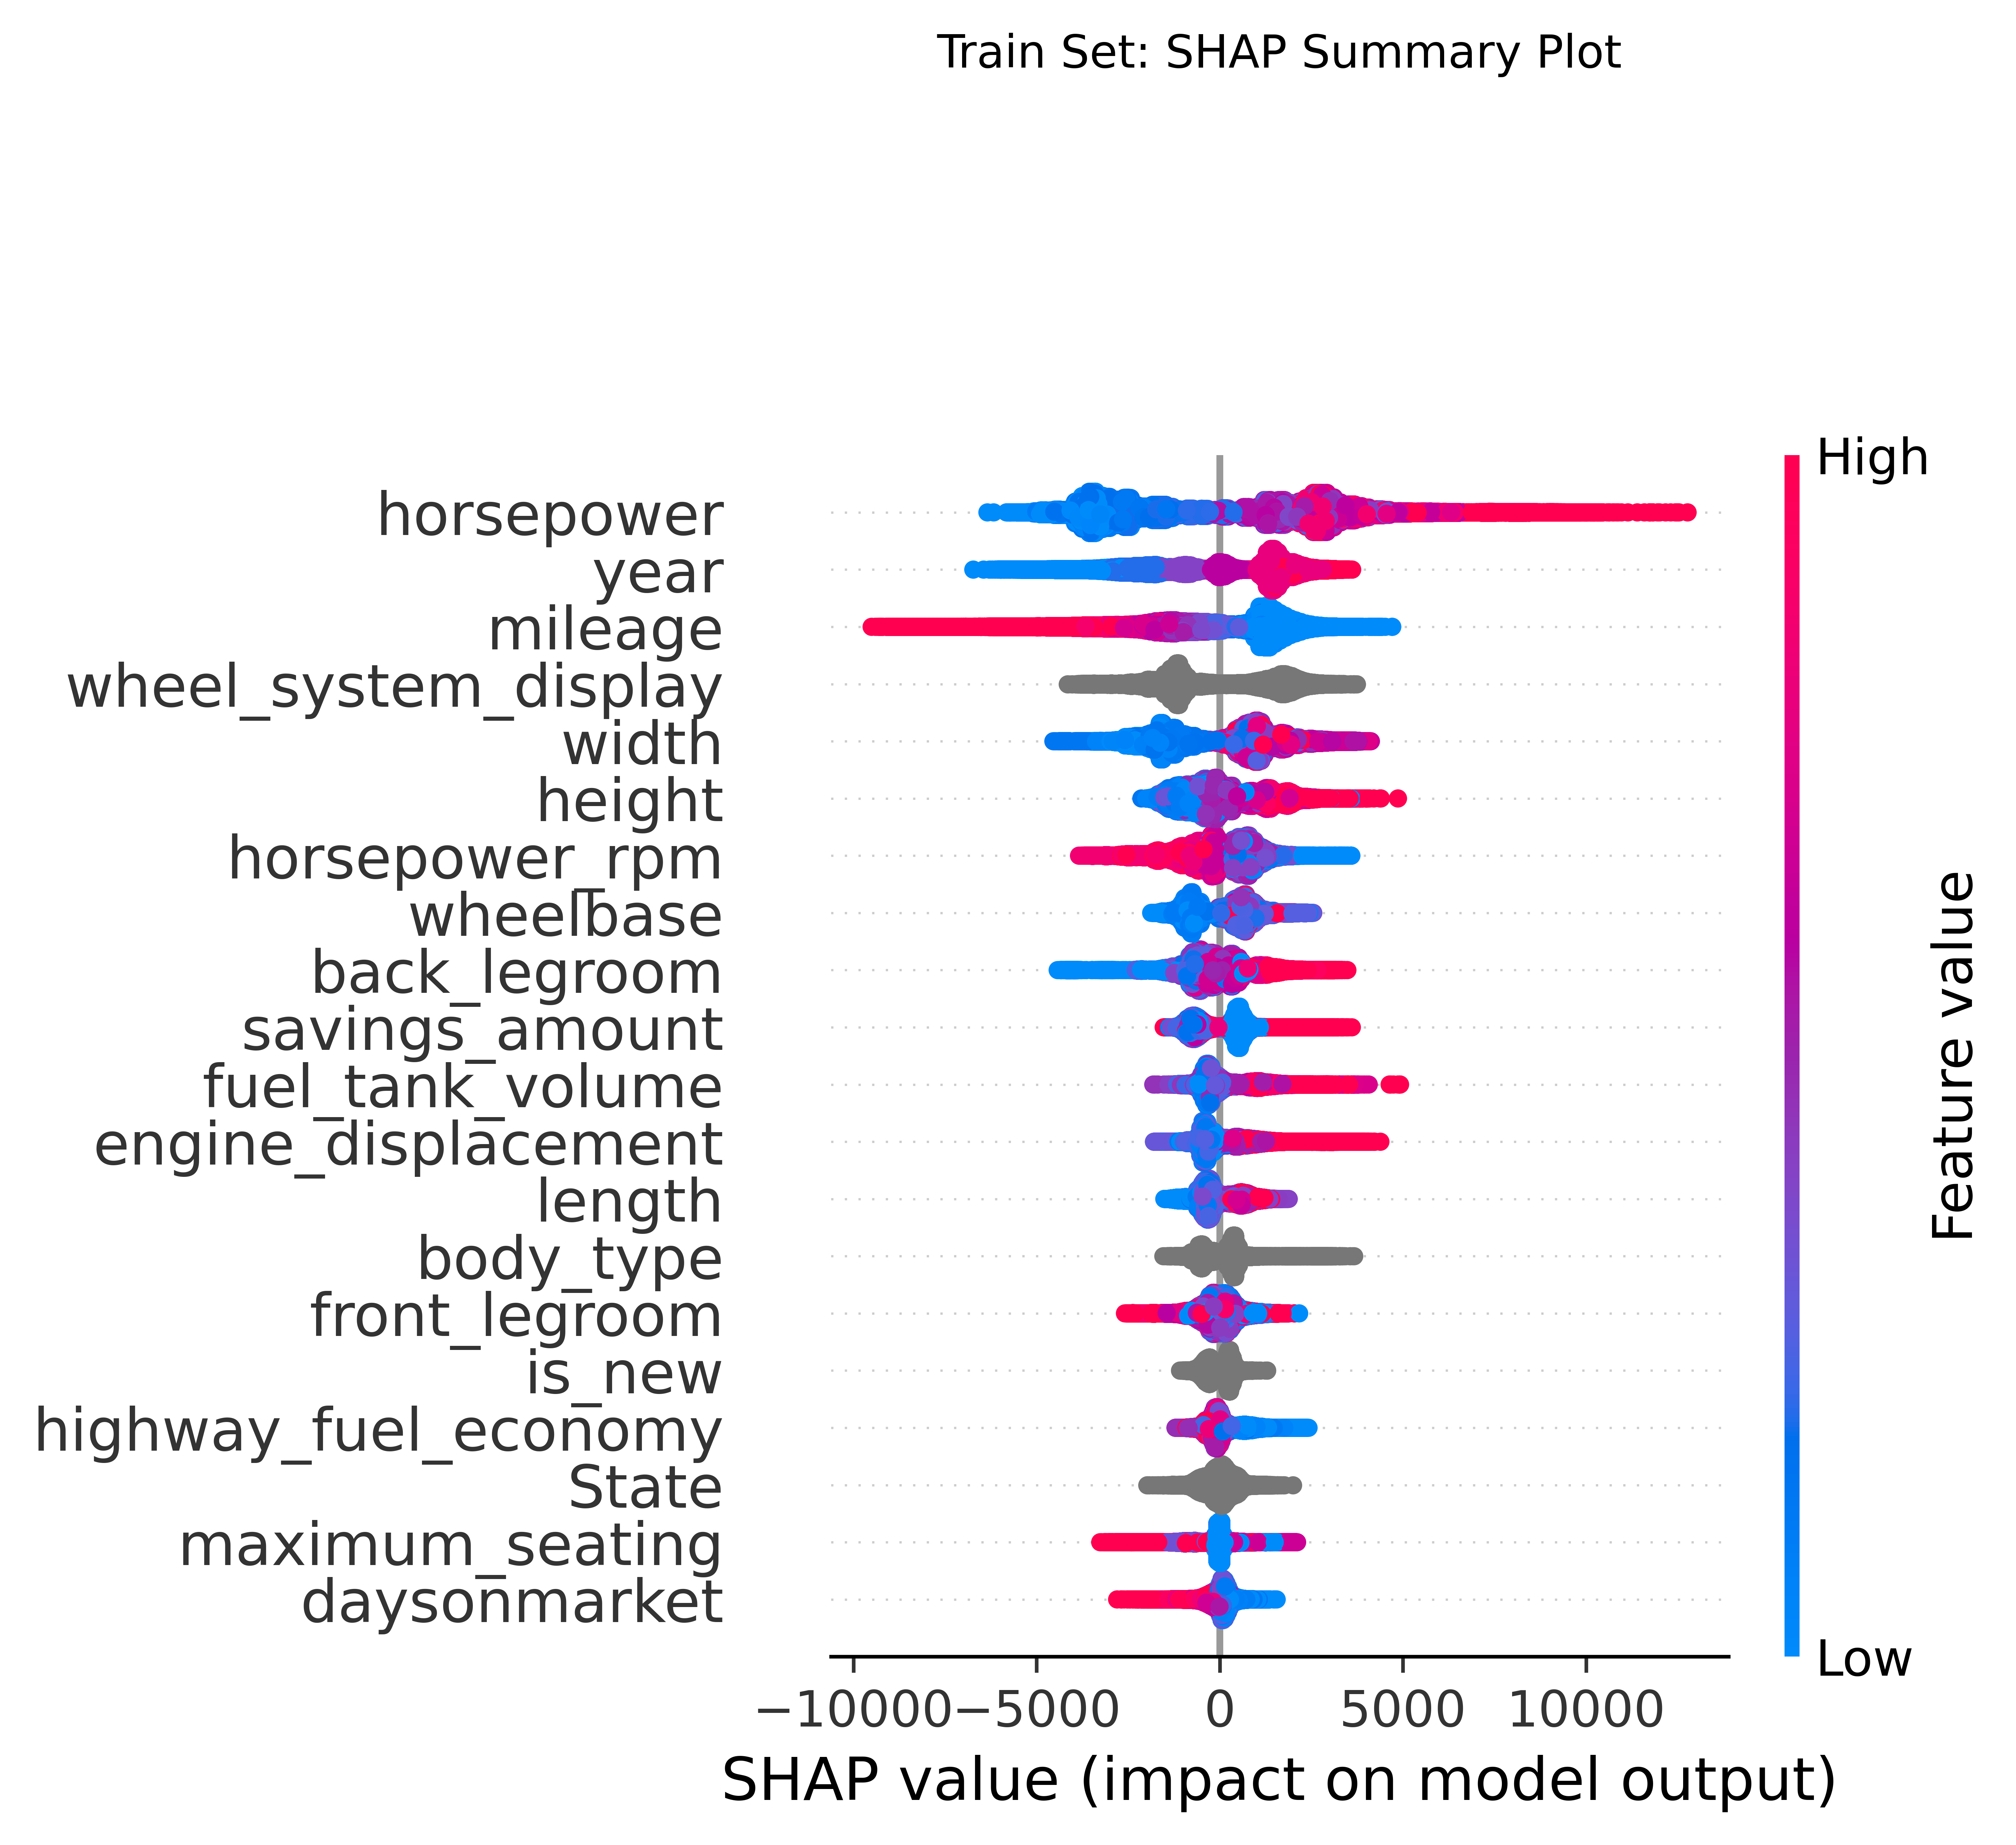 Train Set: SHAP Summary Plot
High
horsepower
year
mileage
wheel_system_display
width
height
horsepower_rpm
wheelbase
back_legroom
savings_amount
fuel_tank_volume
engine_displacement
length
body_type
front_legroom
is_new
highway_fuel_economy
State
maximum_seating
daysonmarket
Feature value
Low
−10000 −5000 0 5000 10000
SHAP value (impact on model output)